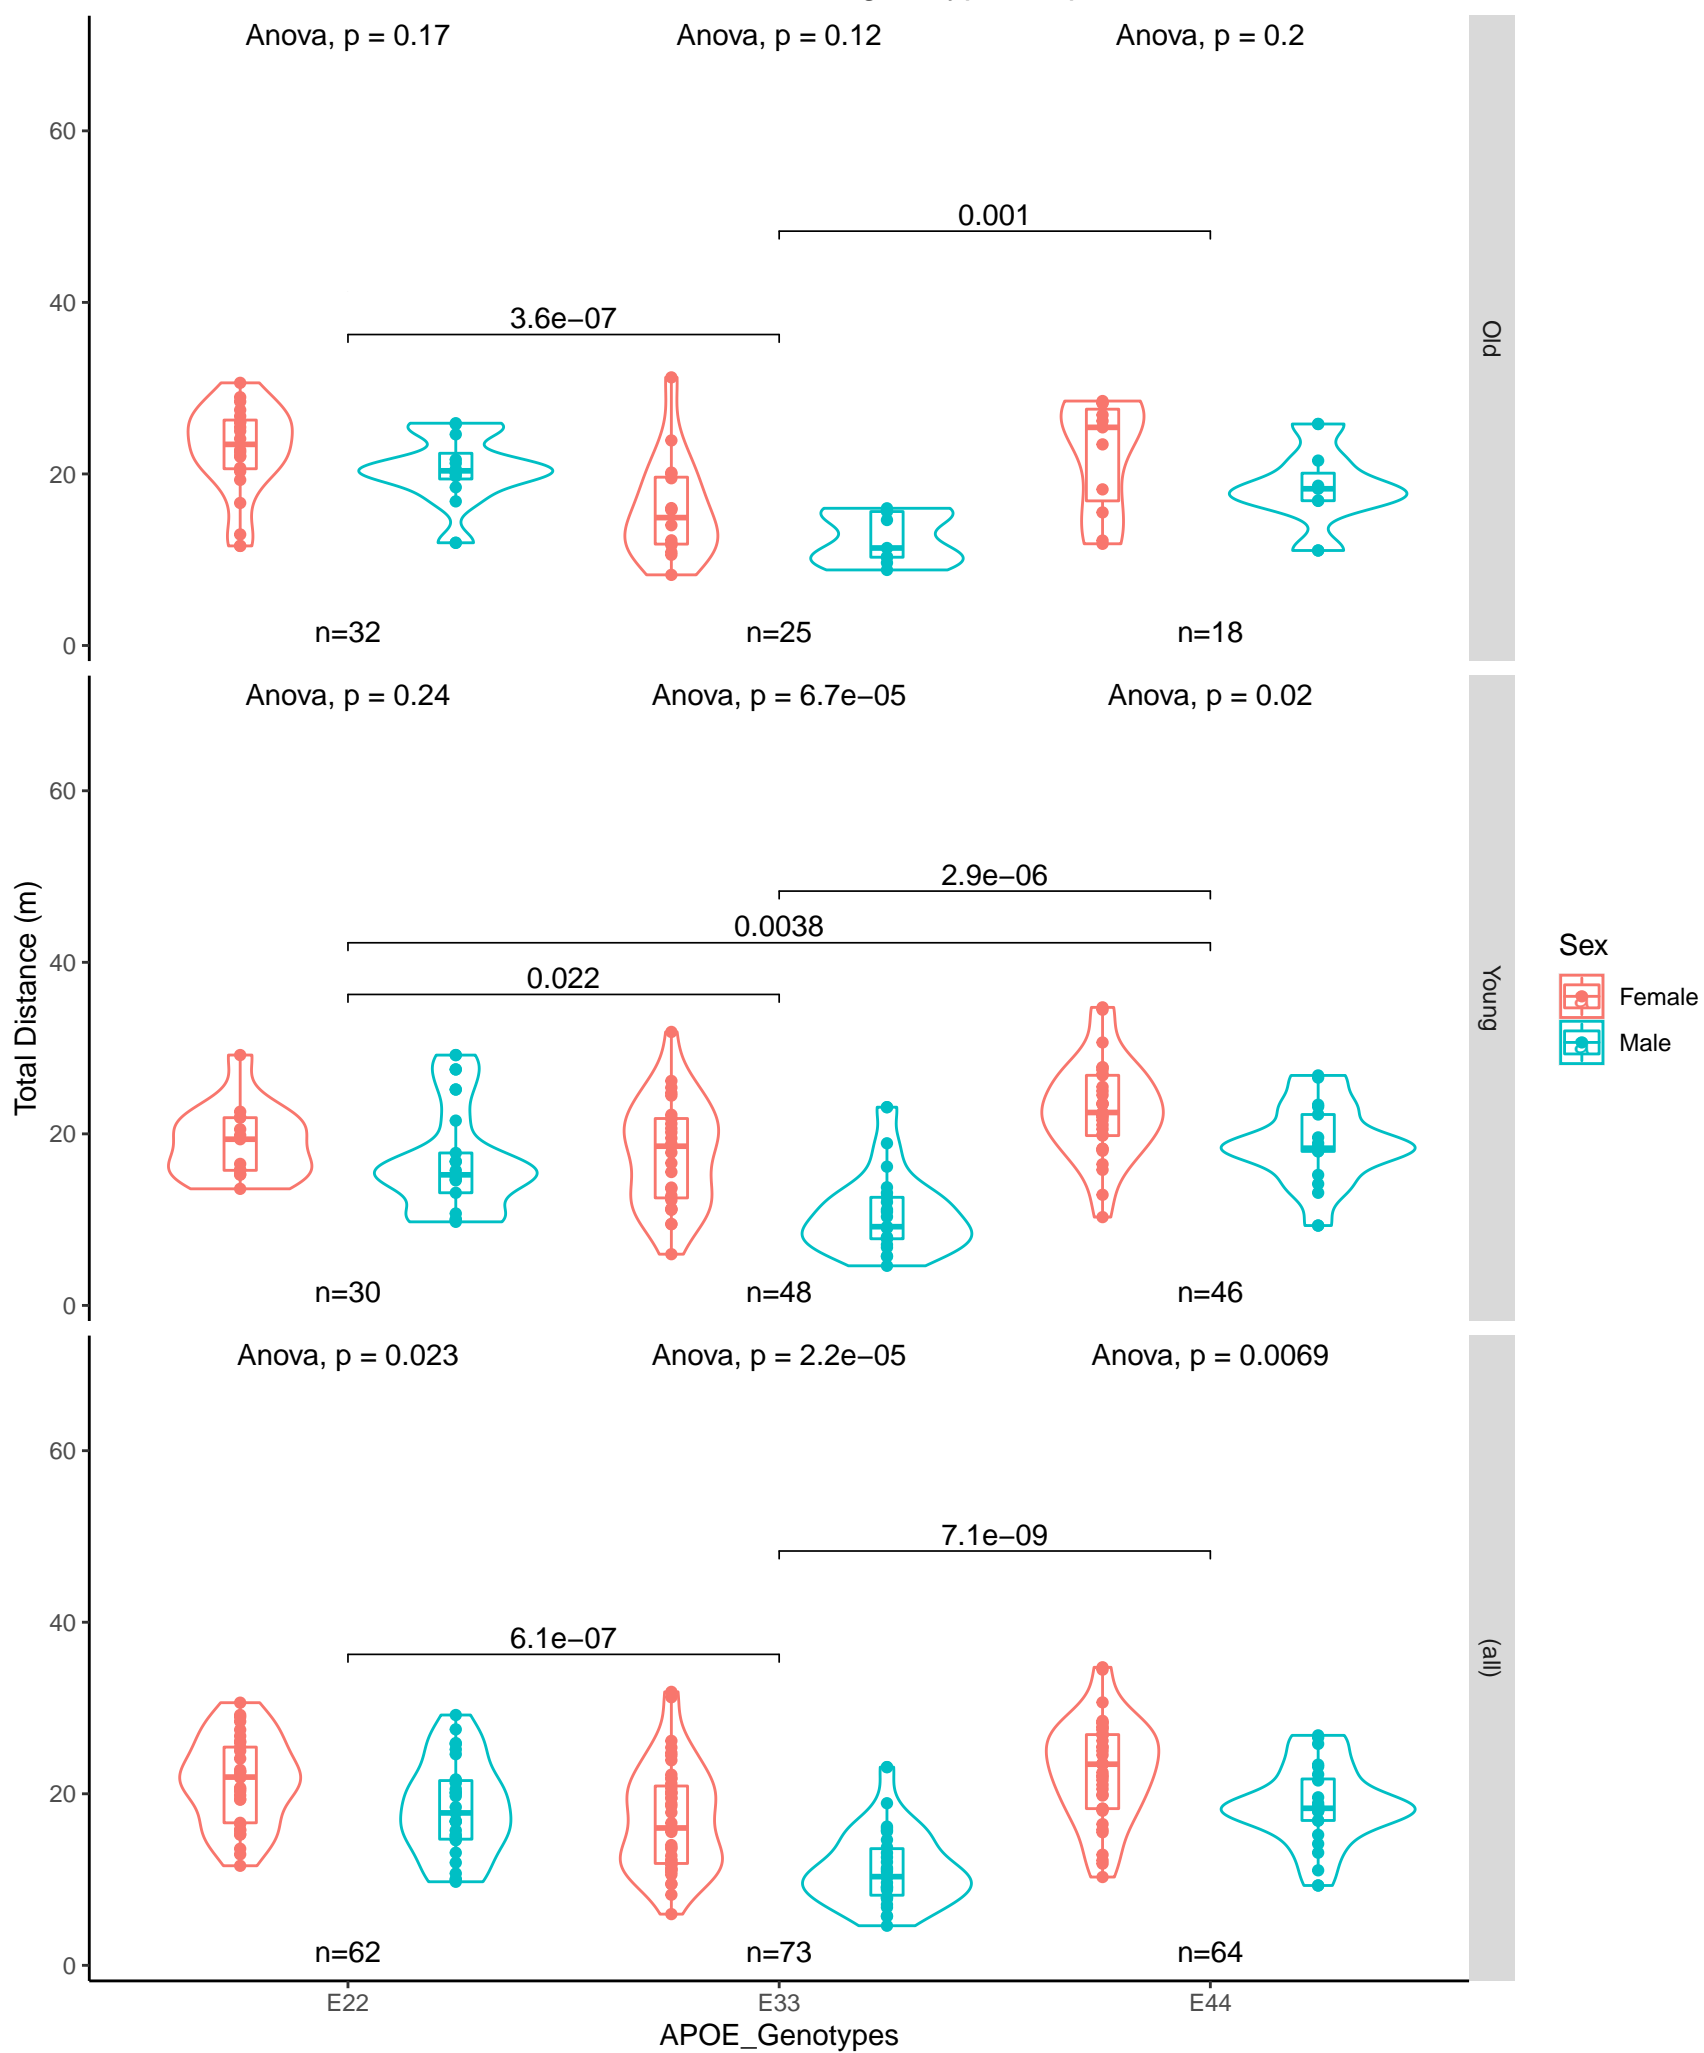 Anova, p = 0.17 Anova, p = 0.12 Anova, p = 0.2
60
0.001
40
3.6e−07
Old
20
n=32 n=25 n=18
0
Anova, p = 0.24 Anova, p = 6.7e−05 Anova, p = 0.02
60
2.9e−06
0.0038
40
0.022
Young
20
n=30 n=48 n=46
0
Total Distance (m)
Sex
Female
Male
Anova, p = 0.023 Anova, p = 2.2e−05 Anova, p = 0.0069
60
7.1e−09
40
6.1e−07
(all)
20
n=62 n=73 n=64
0
E22 E33 E44
APOE_Genotypes